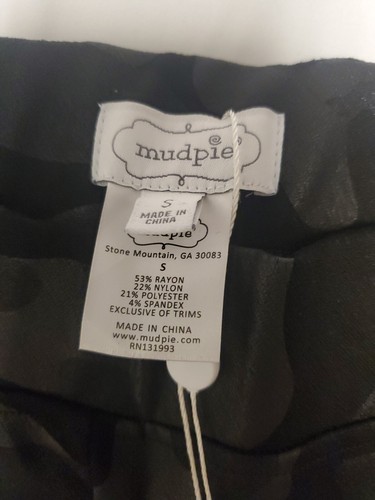 mudpie
S
MADE IN
CHINA
mudpie
Stone Mountain, GA 30083
S
53% RAYON
22% NYLON
21% POLYESTER
4% SPANDEX
EXCLUSIVE OF TRIMS
MADE IN CHINA
www.mudpie.com
RN131993